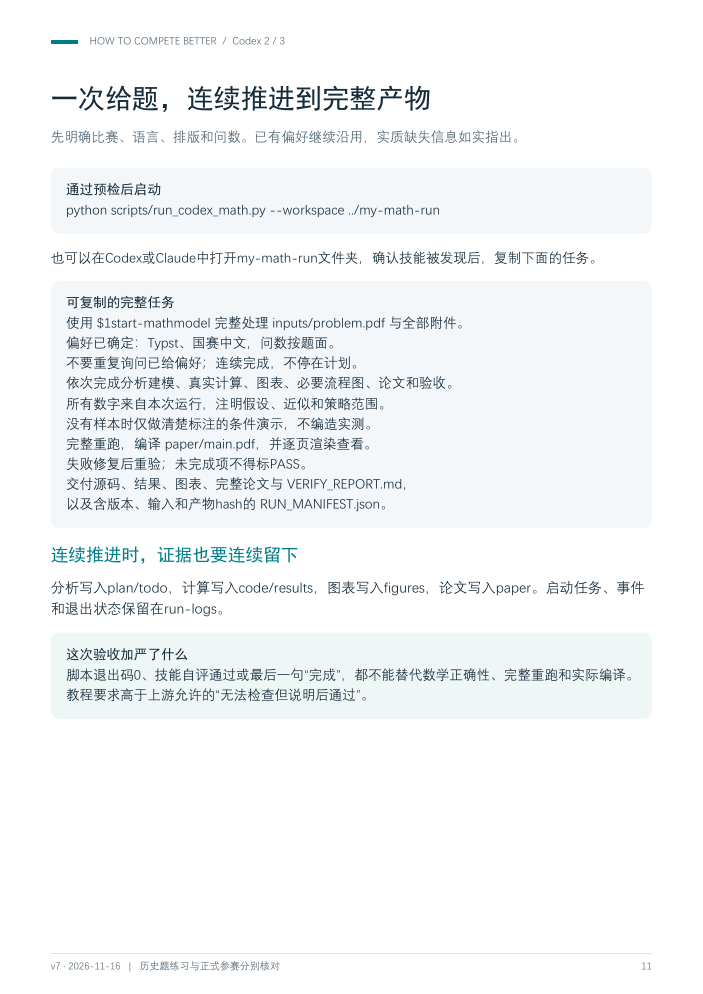 HOW TO COMPETE BETTER / Codex 2 / 3
一次给题，连续推进到完整产物
先明确比赛、语言、排版和问数。已有偏好继续沿用，实质缺失信息如实指出。
通过预检后启动
python scripts/run_codex_math.py --workspace ../my-math-run
也可以在Codex或Claude中打开my-math-run文件夹，确认技能被发现后，复制下面的任务。
可复制的完整任务
使用 $1start-mathmodel 完整处理 inputs/problem.pdf 与全部附件。
偏好已确定：Typst、国赛中文，问数按题面。
不要重复询问已给偏好；连续完成，不停在计划。
依次完成分析建模、真实计算、图表、必要流程图、论文和验收。
所有数字来自本次运行，注明假设、近似和策略范围。
没有样本时仅做清楚标注的条件演示，不编造实测。
完整重跑，编译 paper/main.pdf，并逐页渲染查看。
失败修复后重验；未完成项不得标PASS。
交付源码、结果、图表、完整论文与 VERIFY_REPORT.md，
以及含版本、输入和产物hash的 RUN_MANIFEST.json。
连续推进时，证据也要连续留下
分析写入plan/todo，计算写入code/results，图表写入figures，论文写入paper。启动任务、事件
和退出状态保留在run-logs。
这次验收加严了什么
脚本退出码0、技能自评通过或最后一句“完成”，都不能替代数学正确性、完整重跑和实际编译。
教程要求高于上游允许的“无法检查但说明后通过”。
v7 · 2026-11-16 | 历史题练习与正式参赛分别核对
11